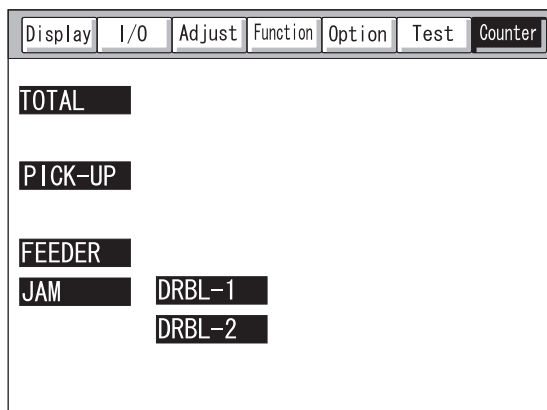 Display I/O Adjust Function Option Test Counter
TOTAL
PICK-UP
FEEDER
JAM DRBL-1
DRBL-2